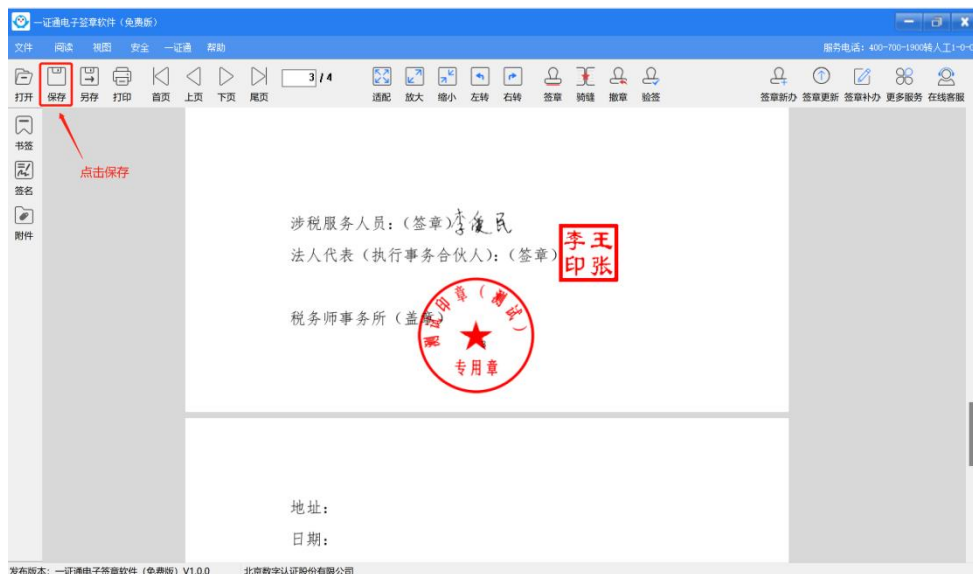 一证通电子签章软件（免费版）
文件 阅读 视图 安全 一证通 帮助 服务电话：400-700-1900转人工1-0-0
打开 保存 另存 打印 首页 上页 下页 尾页 3 / 4 适配 放大 缩小 左转 右转 签章 骑缝 撤章 验签 签章新办 签章更新 签章补办 更多服务 在线客服
书签
点击保存
签名
附件
涉税服务人员：（签章）李爱民
法人代表（执行事务合伙人）：（签章）
李王
印张
税务师事务所（盖章）
测试印章（测试）
专用章
地址：
日期：
发布版本：一证通电子签章软件（免费版）V1.0.0 北京数字认证股份有限公司